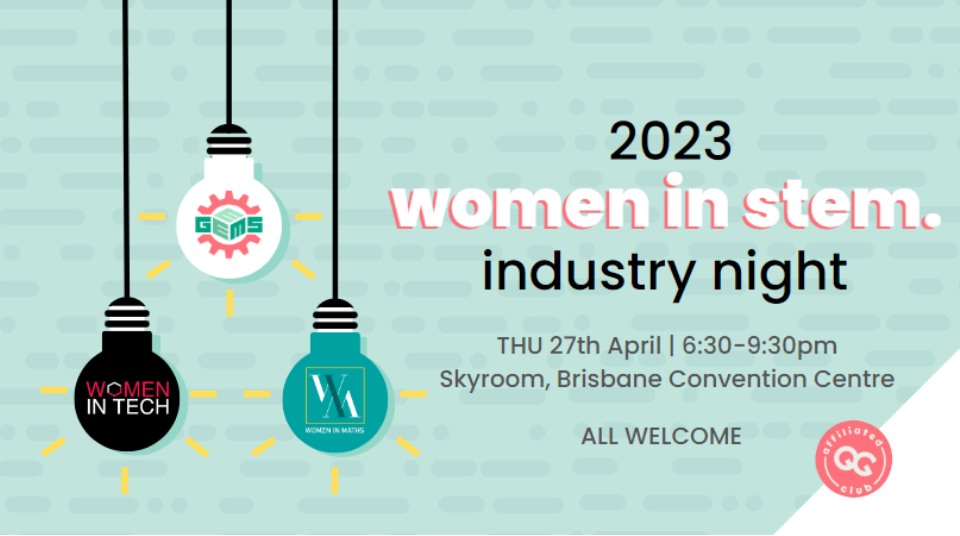 2023
women in stem.
industry night
THU 27th April | 6:30-9:30pm
Skyroom, Brisbane Convention Centre
ALL WELCOME
GEMS
WOMEN
IN TECH
WM
WOMEN IN MATHS
affiliated
QG
club